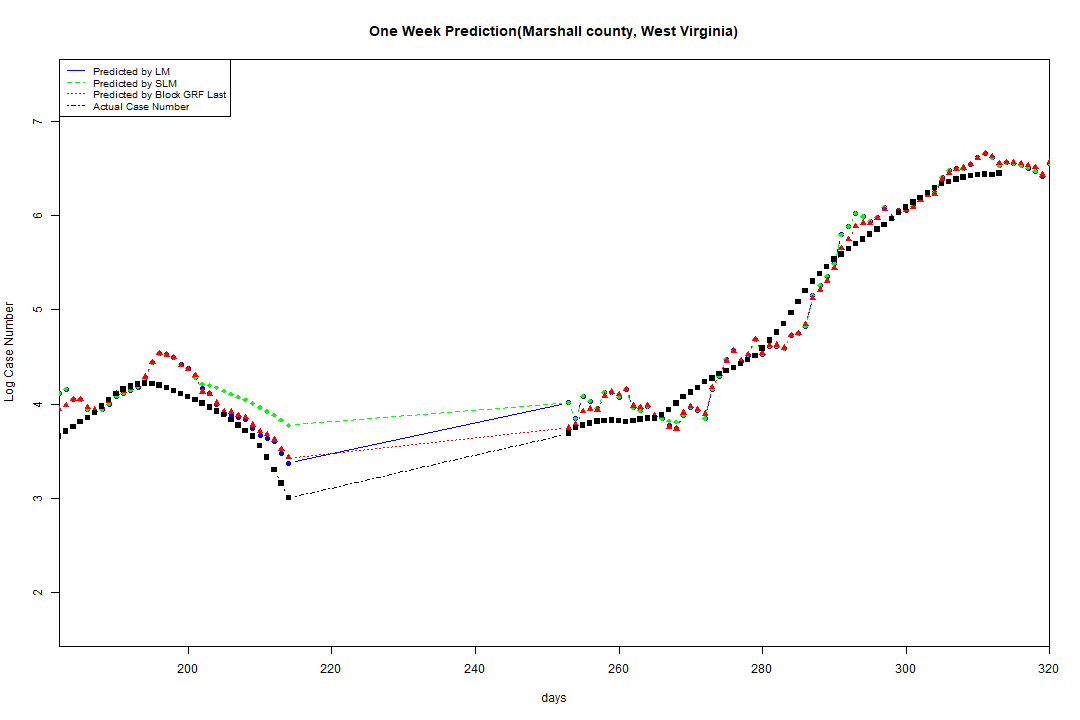 One Week Prediction(Marshall county, West Virginia)
Predicted by LM
Predicted by SLM
Predicted by Block GRF Last
Actual Case Number
7
6
5
4
3
2
Log Case Number
200
220
240
260
280
300
320
days